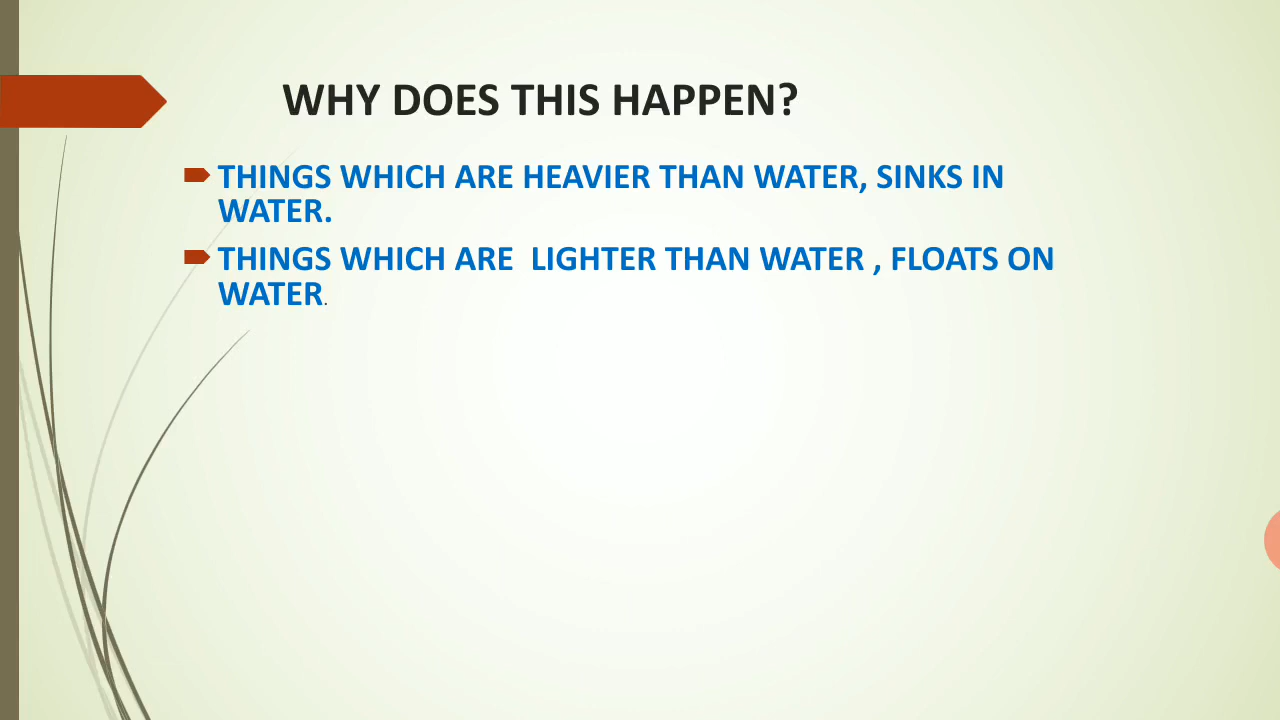 WHY DOES THIS HAPPEN?
THINGS WHICH ARE HEAVIER THAN WATER, SINKS IN
WATER.
THINGS WHICH ARE  LIGHTER THAN WATER , FLOATS ON
WATER.